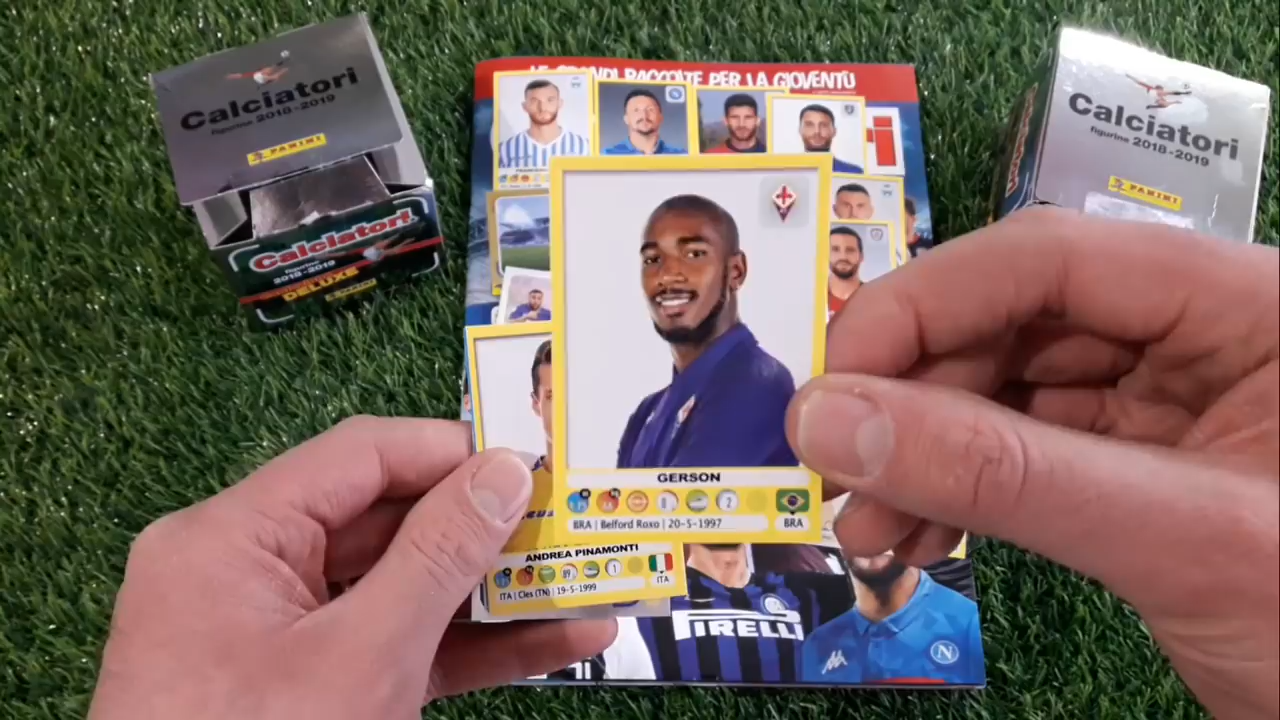 LE GRANDI RACCOLTE PER LA GIOVENTÙ
Calciatori
figurine 2018-2019
PANINI
Calciatori
figurine
2018-2019
DELUXE
PANINI
Calciatori
figurine 2018-2019
PANINI
GERSON
BRA | Belford Roxo | 20-5-1997
BRA
ANDREA PINAMONTI
ITA | Cles (TN) | 19-5-1999
ITA
PIRELLI
N